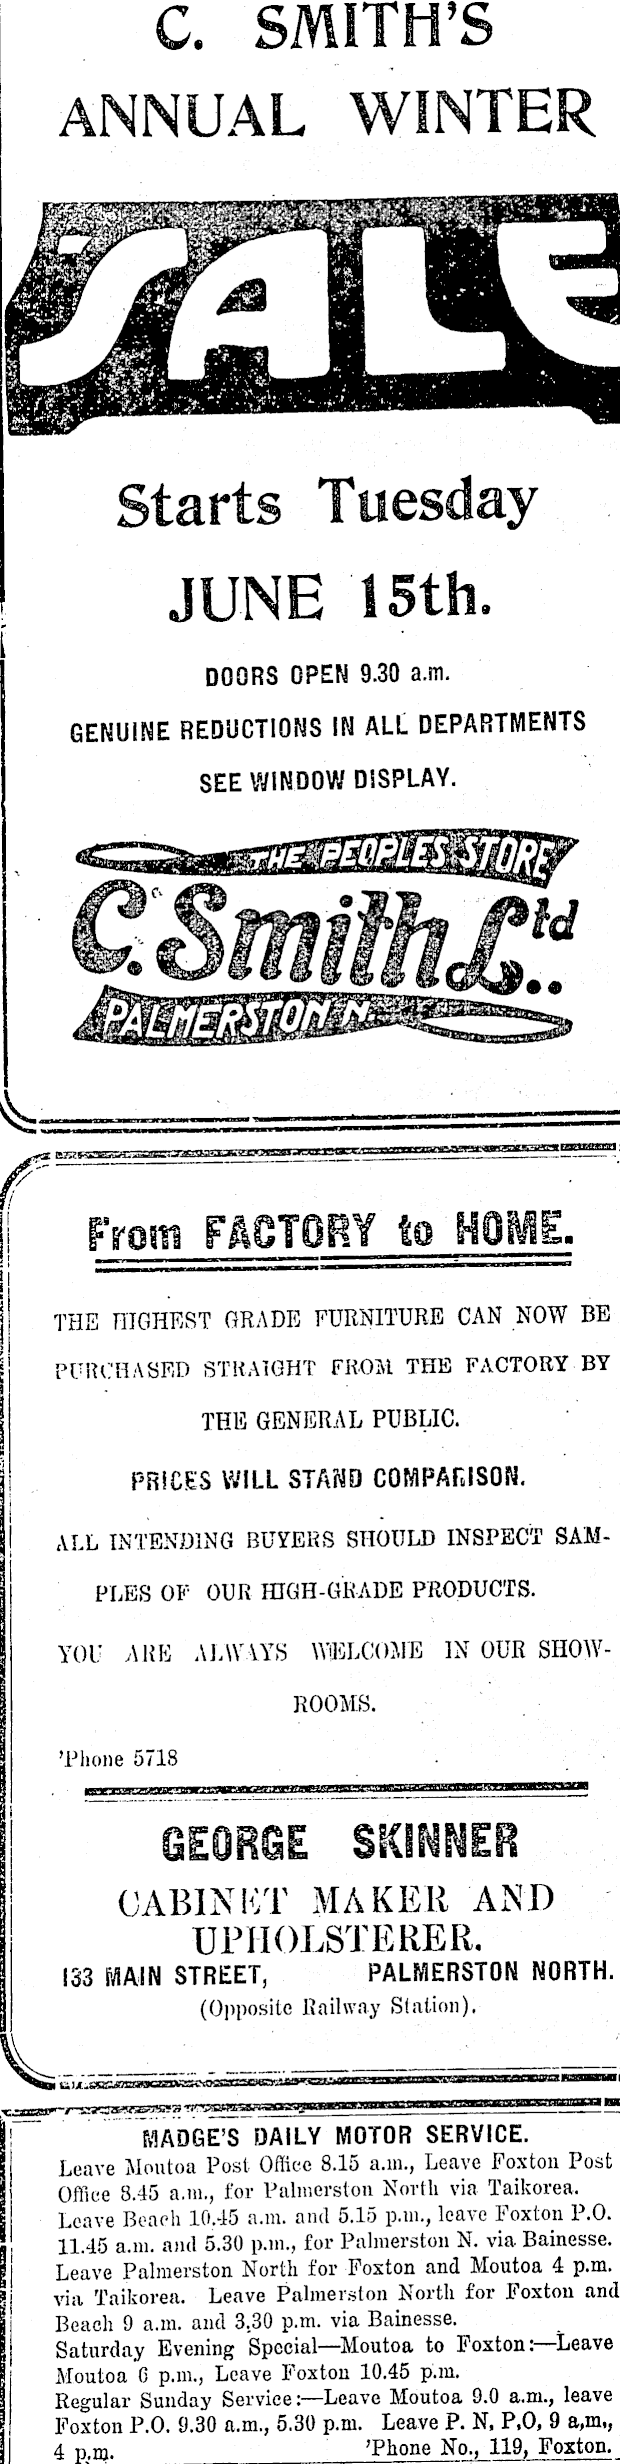 C. SMITH'S
ANNUAL WINTER
SALE
Starts Tuesday
JUNE 15th.
DOORS OPEN 9.30 a.m.
GENUINE REDUCTIONS IN ALL DEPARTMENTS
SEE WINDOW DISPLAY.
THE PEOPLES STORE
C. Smith Ltd..
PALMERSTON N.
From FACTORY to HOME.
THE HIGHEST GRADE FURNITURE CAN NOW BE
PURCHASED STRAIGHT FROM THE FACTORY BY
THE GENERAL PUBLIC.
PRICES WILL STAND COMPARISON.
ALL INTENDING BUYERS SHOULD INSPECT SAM-
PLES OF OUR HIGH-GRADE PRODUCTS.
YOU ARE ALWAYS WELCOME IN OUR SHOW-
ROOMS.
'Phone 5718
GEORGE SKINNER
CABINET MAKER AND
UPHOLSTERER.
133 MAIN STREET, PALMERSTON NORTH.
(Opposite Railway Station).
MADGE'S DAILY MOTOR SERVICE.
Leave Moutoa Post Office 8.15 a.m., Leave Foxton Post
Office 8.45 a.m., for Palmerston North via Taikorea.
Leave Beach 10.45 a.m. and 5.15 p.m., leave Foxton P.O.
11.45 a.m. and 5.30 p.m., for Palmerston N. via Bainesse.
Leave Palmerston North for Foxton and Moutoa 4 p.m.
via Taikorea. Leave Palmerston North for Foxton and
Beach 9 a.m. and 3.30 p.m. via Bainesse.
Saturday Evening Special—Moutoa to Foxton:—Leave
Moutoa 6 p.m., Leave Foxton 10.45 p.m.
Regular Sunday Service:—Leave Moutoa 9.0 a.m., leave
Foxton P.O. 9.30 a.m., 5.30 p.m. Leave P. N, P,O, 9 a,m,,
4 p.m. 'Phone No., 119, Foxton.